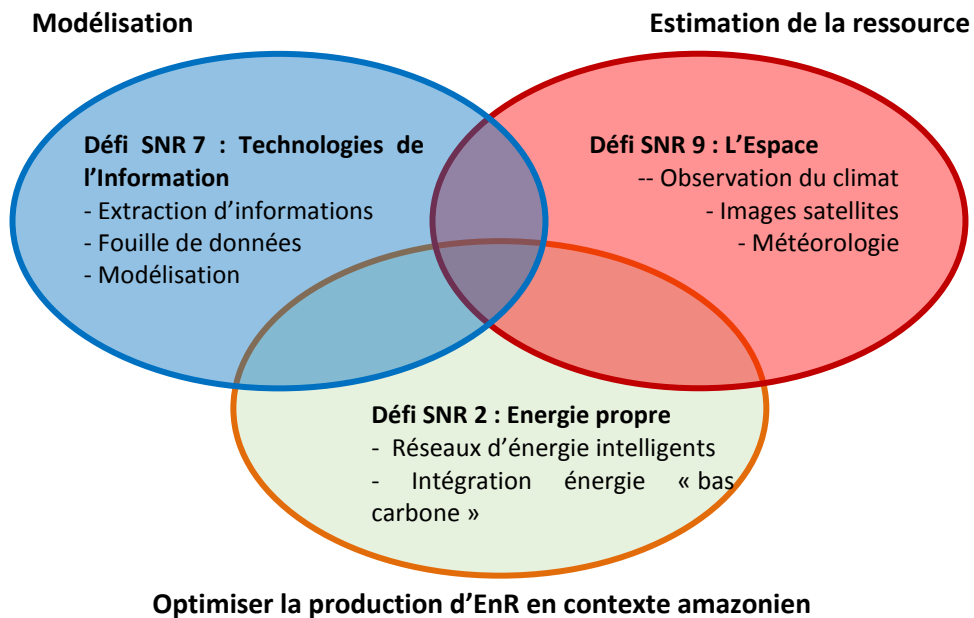 Modélisation
Estimation de la ressource
Défi SNR 7 : Technologies de
l’Information
- Extraction d’informations
- Fouille de données
- Modélisation
Défi SNR 9 : L’Espace
-- Observation du climat
- Images satellites
- Météorologie
Défi SNR 2 : Energie propre
- Réseaux d’énergie intelligents
- Intégration énergie « bas
carbone »
Optimiser la production d’EnR en contexte amazonien